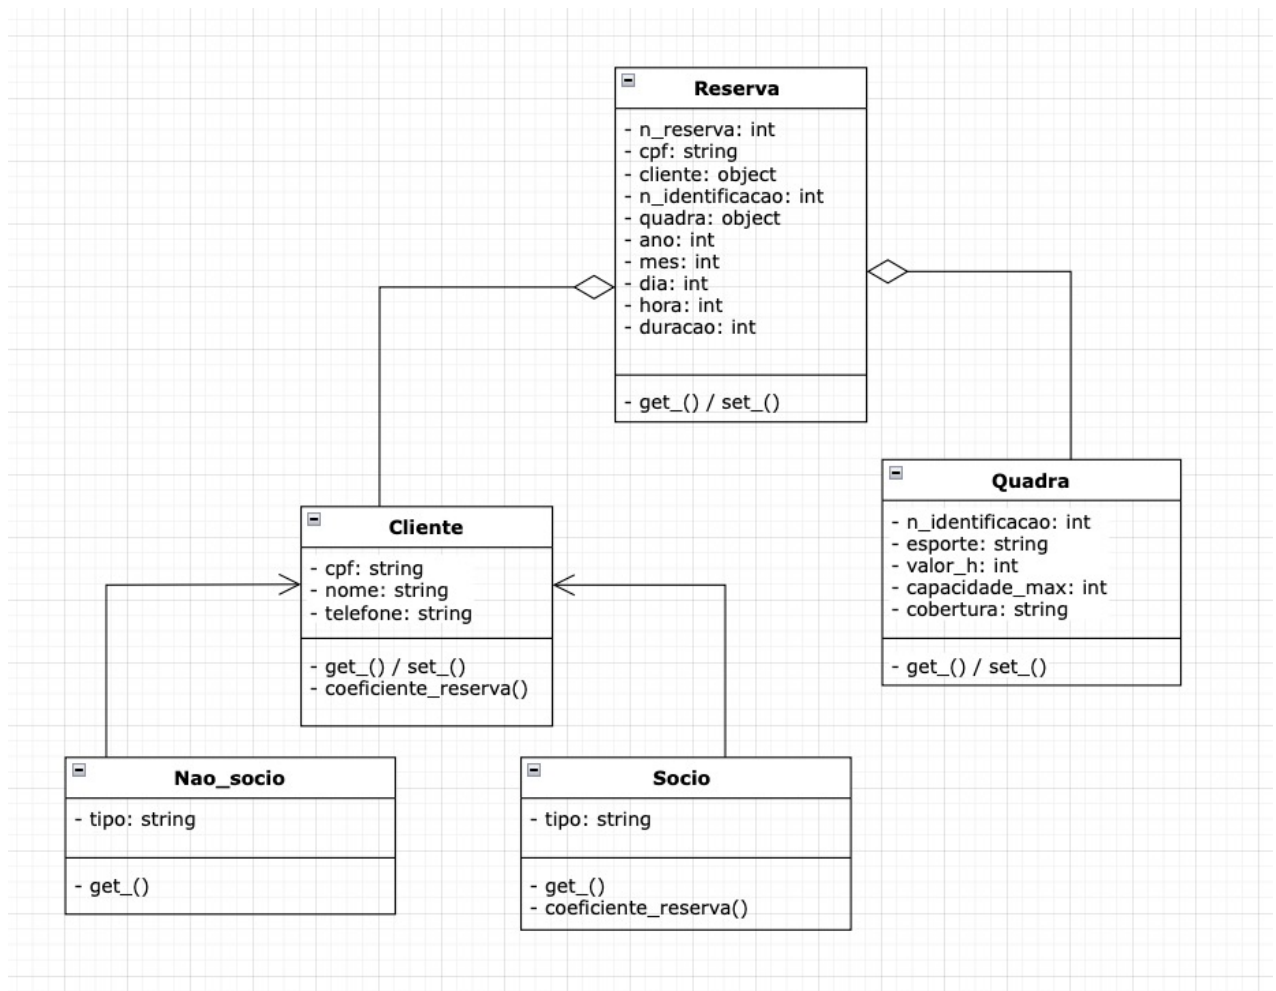 Reserva
- n_reserva: int
- cpf: string
- cliente: object
- n_identificacao: int
- quadra: object
- ano: int
- mes: int
- dia: int
- hora: int
- duracao: int
- get_() / set_()
Quadra
- n_identificacao: int
- esporte: string
- valor_h: int
- capacidade_max: int
- cobertura: string
- get_() / set_()
Cliente
- cpf: string
- nome: string
- telefone: string
- get_() / set_()
- coeficiente_reserva()
Nao_socio
- tipo: string
- get_()
Socio
- tipo: string
- get_()
- coeficiente_reserva()